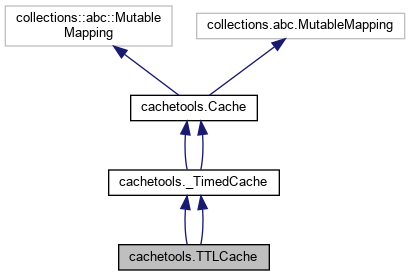 collections::abc::Mutable
Mapping
collections.abc.MutableMapping
cachetools.Cache
cachetools._TimedCache
cachetools.TTLCache